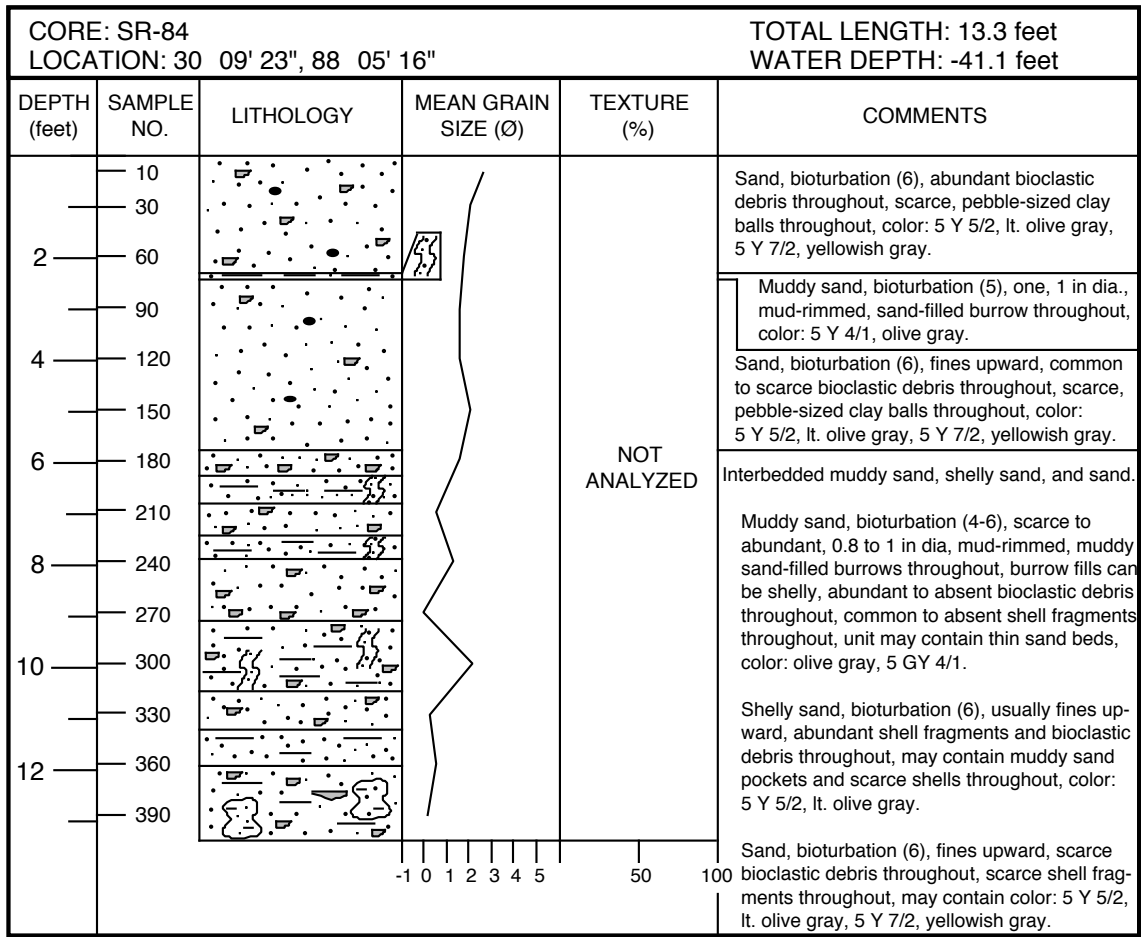 CORE: SR-84
TOTAL LENGTH: 13.3 feet
LOCATION: 30 09' 23", 88 05' 16"
WATER DEPTH: -41.1 feet
DEPTH
(feet)
SAMPLE
NO.
LITHOLOGY
MEAN GRAIN
SIZE (Ø)
TEXTURE
(%)
COMMENTS
2
4
6
8
10
12
10
30
60
90
120
150
180
210
240
270
300
330
360
390
-1 0 1 2 3 4 5
NOT
ANALYZED
50 100
Sand, bioturbation (6), abundant bioclastic
debris throughout, scarce, pebble-sized clay
balls throughout, color: 5 Y 5/2, lt. olive gray,
5 Y 7/2, yellowish gray.
Muddy sand, bioturbation (5), one, 1 in dia.,
mud-rimmed, sand-filled burrow throughout,
color: 5 Y 4/1, olive gray.
Sand, bioturbation (6), fines upward, common
to scarce bioclastic debris throughout, scarce,
pebble-sized clay balls throughout, color:
5 Y 5/2, lt. olive gray, 5 Y 7/2, yellowish gray.
Interbedded muddy sand, shelly sand, and sand.
Muddy sand, bioturbation (4-6), scarce to
abundant, 0.8 to 1 in dia, mud-rimmed, muddy
sand-filled burrows throughout, burrow fills can
be shelly, abundant to absent bioclastic debris
throughout, common to absent shell fragments
throughout, unit may contain thin sand beds,
color: olive gray, 5 GY 4/1.
Shelly sand, bioturbation (6), usually fines up-
ward, abundant shell fragments and bioclastic
debris throughout, may contain muddy sand
pockets and scarce shells throughout, color:
5 Y 5/2, lt. olive gray.
Sand, bioturbation (6), fines upward, scarce
bioclastic debris throughout, scarce shell frag-
ments throughout, may contain color: 5 Y 5/2,
lt. olive gray, 5 Y 7/2, yellowish gray.